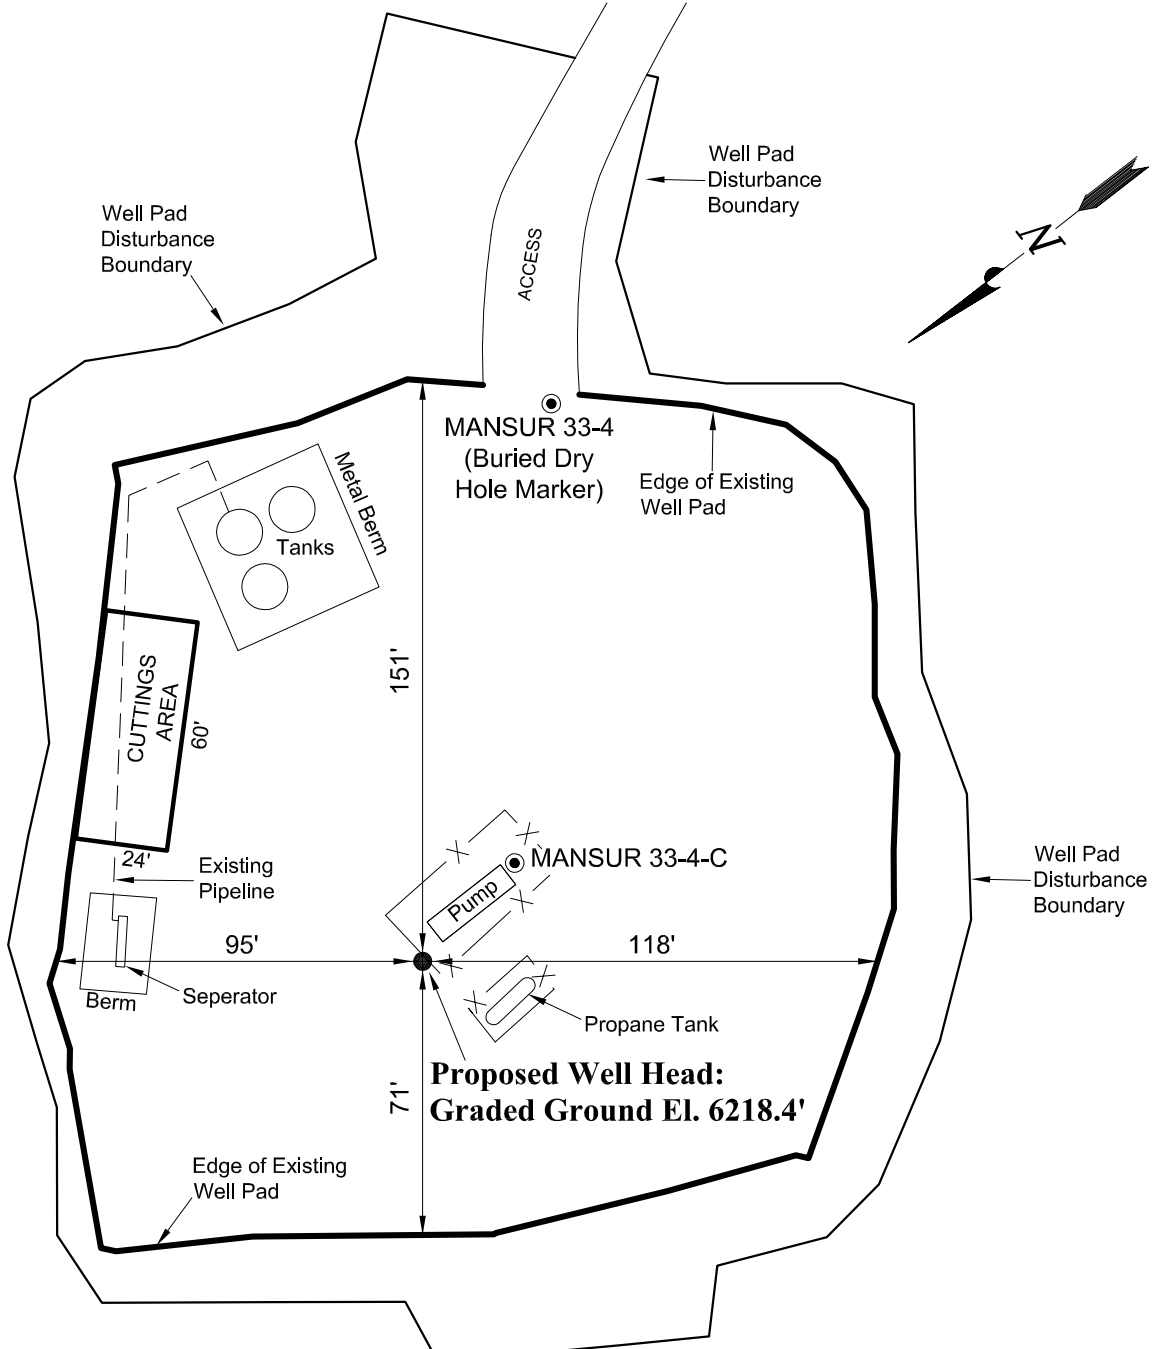 Well Pad
Disturbance
Boundary
Well Pad
Disturbance
Boundary
N
ACCESS
MANSUR 33-4
(Buried Dry
Hole Marker)
Edge of Existing
Well Pad
Metal Berm
Tanks
CUTTINGS
AREA
60'
24'
151'
Existing
Pipeline
MANSUR 33-4-C
Pump
Well Pad
Disturbance
Boundary
95'
118'
Berm
Seperator
Propane Tank
Proposed Well Head:
Graded Ground El. 6218.4'
71'
Edge of Existing
Well Pad